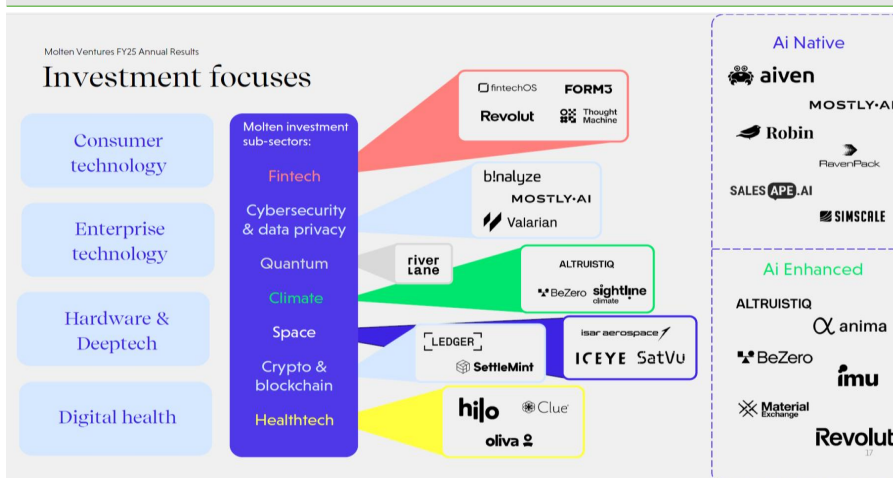 Molten Ventures FY25 Annual Results
Investment focuses
Consumer
technology
Enterprise
technology
Hardware &
Deeptech
Digital health
Molten investment
sub-sectors:
Fintech
Cybersecurity
& data privacy
Quantum
Climate
Space
Crypto &
blockchain
Healthtech
fintechOS
FORM3
Revolut
Thought
Machine
b!nalyze
MOSTLY·AI
Valarian
river
lane
ALTRUISTIQ
BeZero
sightline
climate
LEDGER
SettleMint
isar aerospace
ICEYE
SatVu
hilo
Clue
oliva
Ai Native
aiven
MOSTLY·AI
Robin
RavenPack
SALES APE.AI
SIMSCALE
Ai Enhanced
ALTRUISTIQ
anima
BeZero
imu
Material
Exchange
Revolut
17